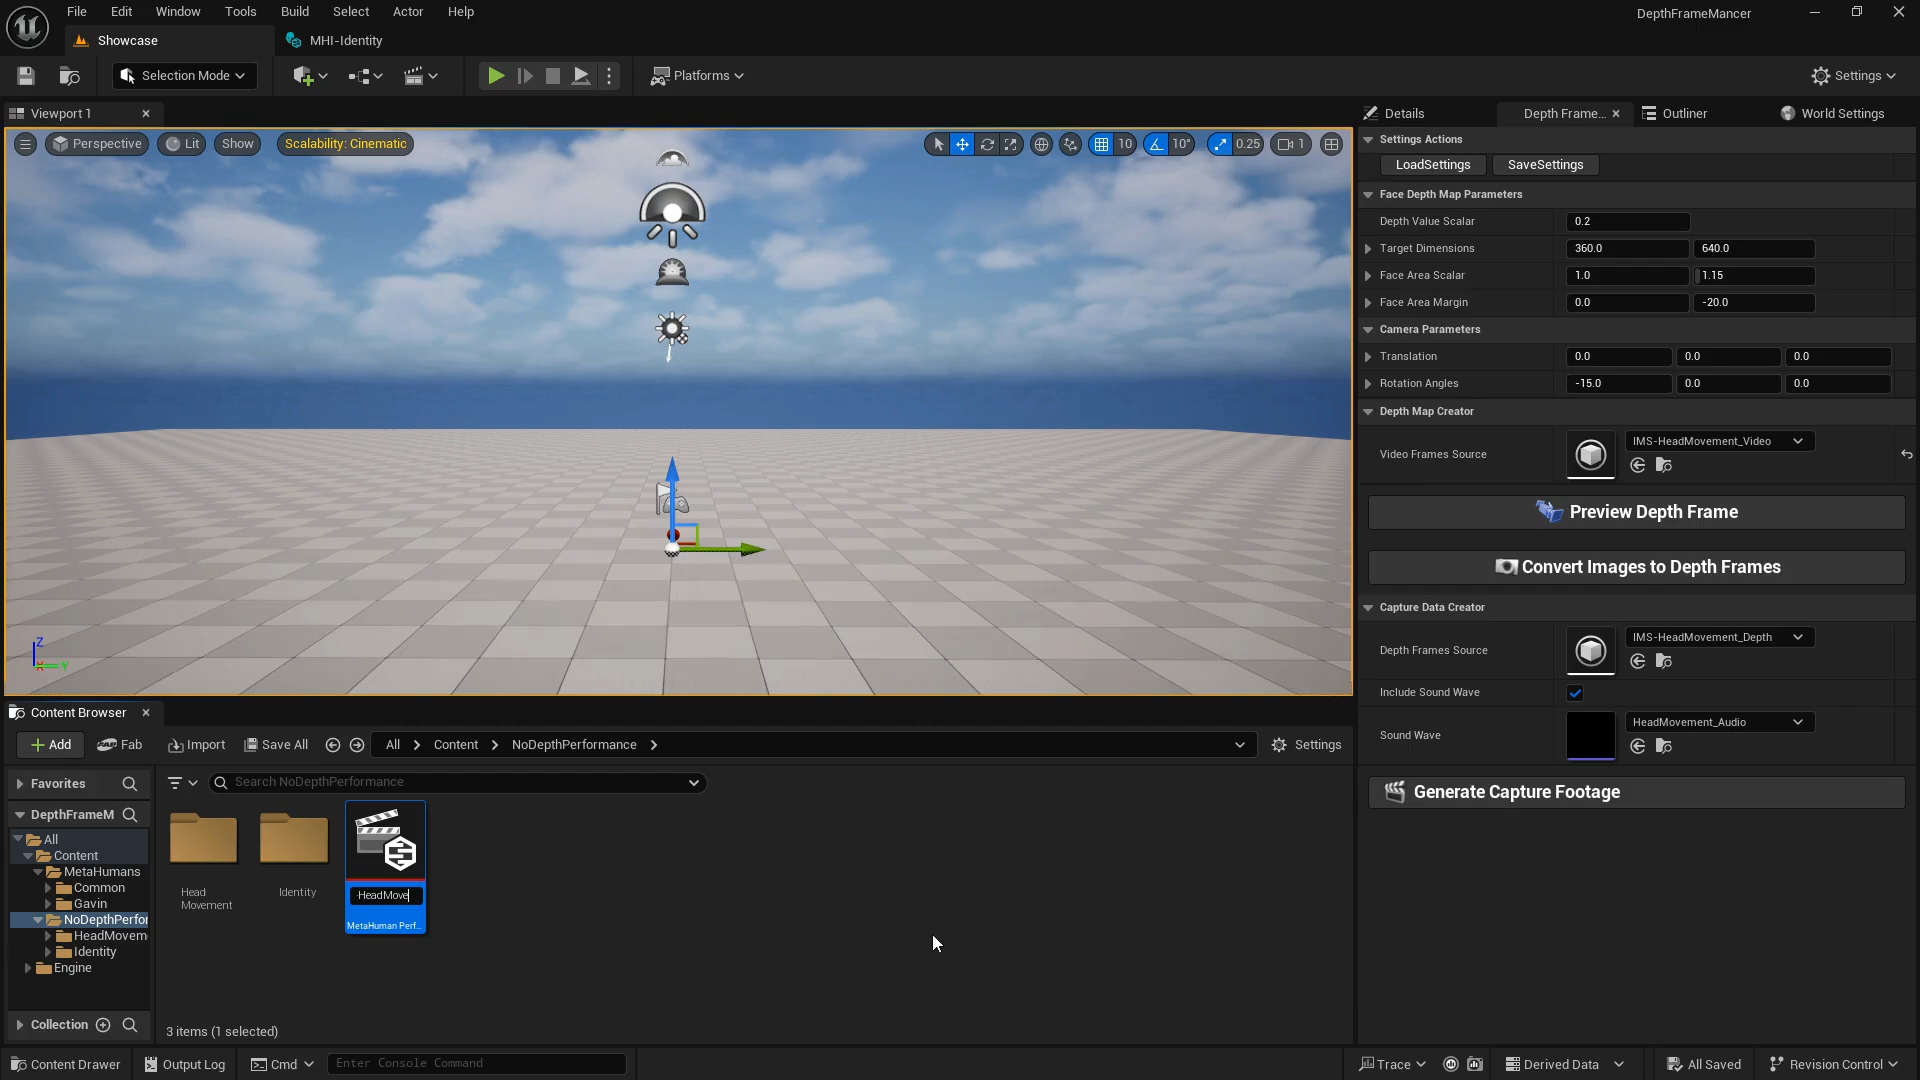 File Edit Window Tools Build Select Actor Help
DepthFrameMancer
Showcase
MHI-Identity
Selection Mode
Platforms
Settings
Viewport 1
Details
Depth Frame...
Outliner
World Settings
Perspective
Lit
Show
Scalability: Cinematic
10
10°
0.25
1
Settings Actions
LoadSettings
SaveSettings
Face Depth Map Parameters
Depth Value Scalar 0.2
Target Dimensions 360.0 640.0
Face Area Scalar 1.0 1.15
Face Area Margin 0.0 -20.0
Camera Parameters
Translation 0.0 0.0 0.0
Rotation Angles -15.0 0.0 0.0
Depth Map Creator
Video Frames Source IMS-HeadMovement_Video
Preview Depth Frame
Convert Images to Depth Frames
Capture Data Creator
Depth Frames Source IMS-HeadMovement_Depth
Include Sound Wave
Sound Wave HeadMovement_Audio
Generate Capture Footage
Z
Y
X
Content Browser
Add
Fab
Import
Save All
All > Content > NoDepthPerformance >
Settings
Favorites
Search NoDepthPerformance
DepthFrameM
All
Content
MetaHumans
Common
Gavin
NoDepthPerfor
HeadMovem
Identity
Engine
Collection
Head
Movement
Identity
HeadMove
MetaHuman Perf...
3 items (1 selected)
Content Drawer
Output Log
Cmd
Enter Console Command
Trace
Derived Data
All Saved
Revision Control